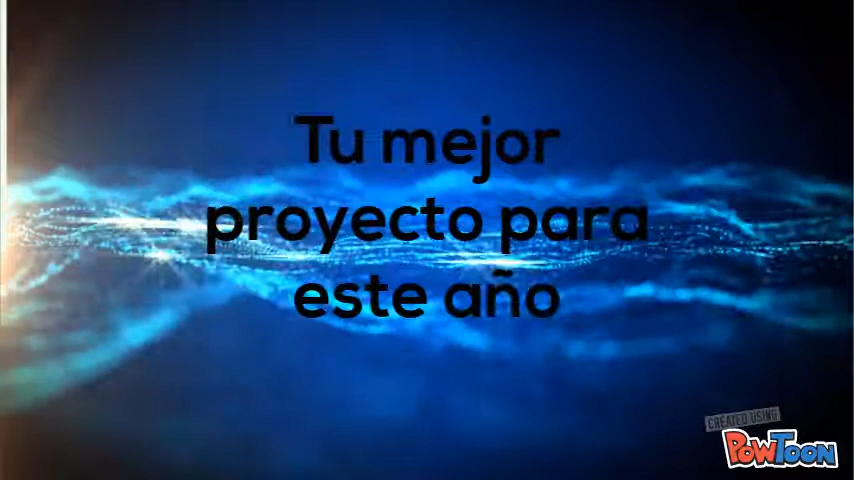 Tu mejor
proyecto para
este año
CREATED USING
POWTOON